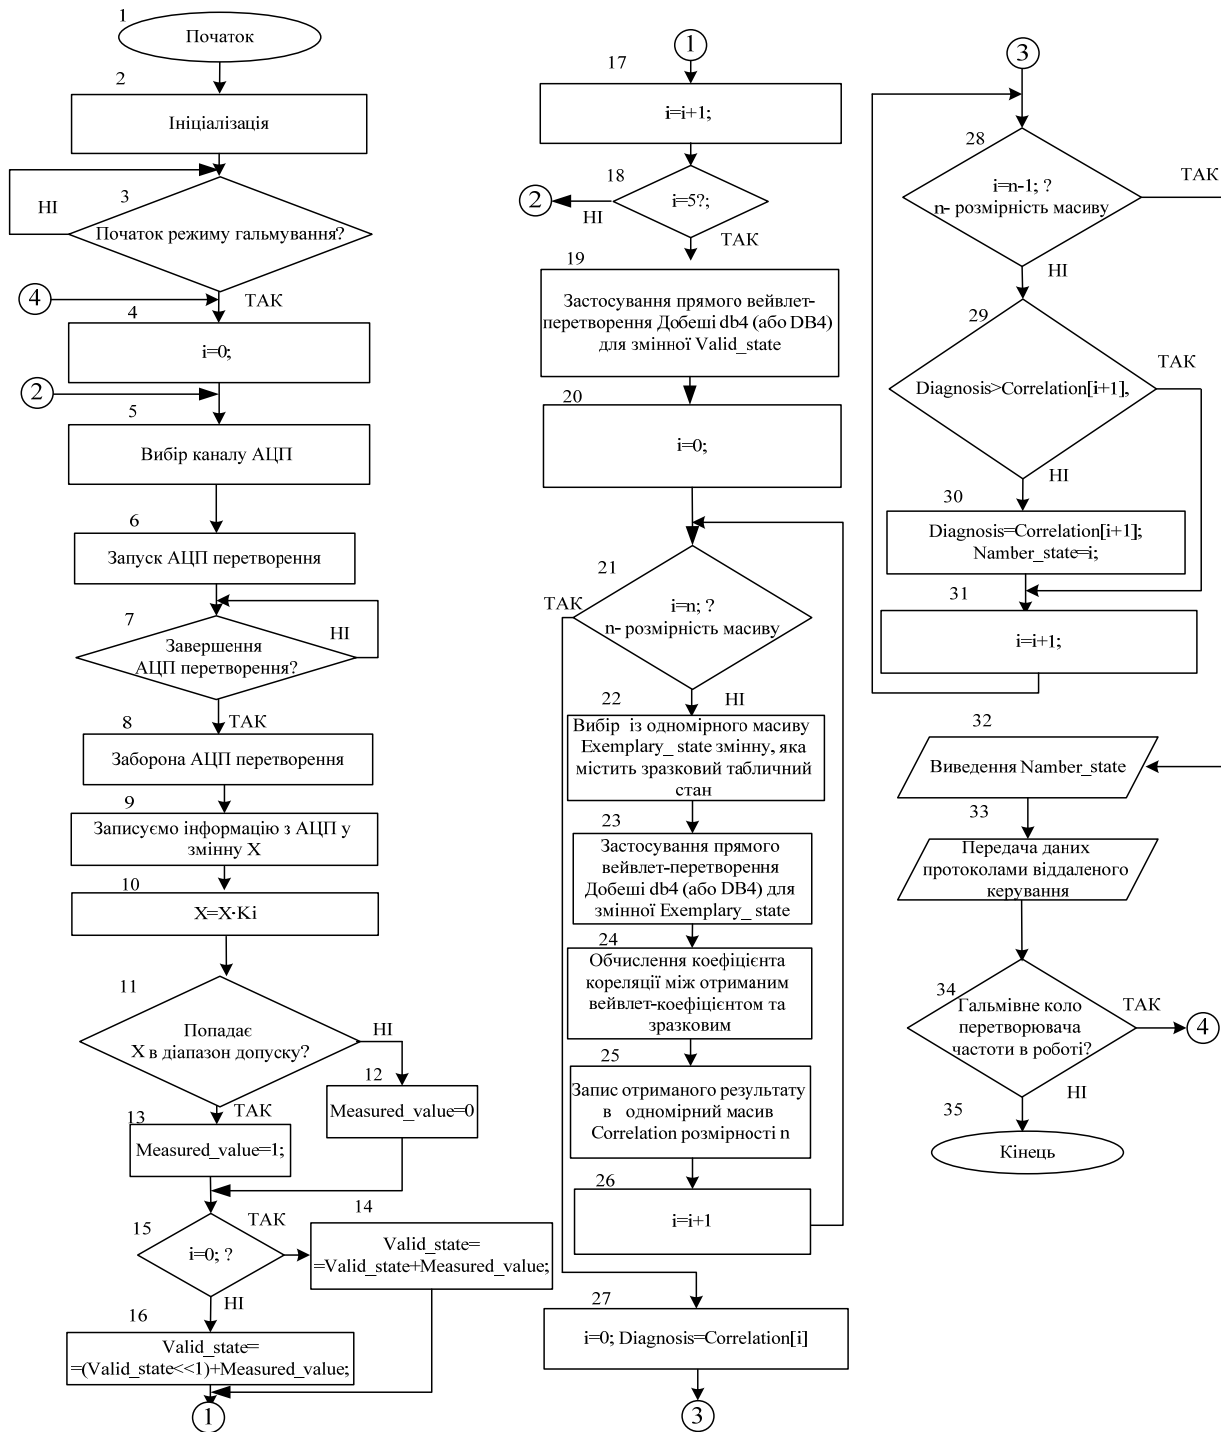 1
Початок
2
Ініціалізація
3
НІ
Початок режиму гальмування?
4
ТАК
4
i=0;
2
5
Вибір каналу АЦП
6
Запуск АЦП перетворення
7
НІ
Завершення
АЦП перетворення?
ТАК
8
Заборона АЦП перетворення
9
Записуємо інформацію з АЦП у
змінну X
10
X=X·Ki
11
Попадає
X в діапазон допуску?
НІ
12
Measured_value=0
ТАК
13
Measured_value=1;
15
ТАК
i=0; ?
14
Valid_state=
=Valid_state+Measured_value;
НІ
16
Valid_state=
=(Valid_state<<1)+Measured_value;
1
1
17
i=i+1;
18
i=5?;
2
НІ
ТАК
19
Застосування прямого вейвлет-
перетворення Добеші db4 (або DB4)
для змінної Valid_state
20
i=0;
21
ТАК
i=n; ?
n- розмірність масиву
НІ
22
Вибір із одномірного масиву
Exemplary_ state змінну, яка
містить зразковий табличний
стан
23
Застосування прямого
вейвлет-перетворення
Добеші db4 (або DB4) для
змінної Exemplary_ state
24
Обчислення коефіцієнта
кореляції між отриманим
вейвлет-коефіцієнтом та
зразковим
25
Запис отриманого результату
в одномірний масив
Correlation розмірності n
26
i=i+1
27
i=0; Diagnosis=Correlation[i]
3
3
28
ТАК
i=n-1; ?
n- розмірність масиву
НІ
29
ТАК
Diagnosis>Correlation[i+1],
НІ
30
Diagnosis=Correlation[i+1];
Namber_state=i;
31
i=i+1;
32
Виведення Namber_state
33
Передача даних
протоколами віддаленого
керування
34
Гальмівне коло
перетворювача
частоти в роботі?
ТАК
4
НІ
35
Кінець